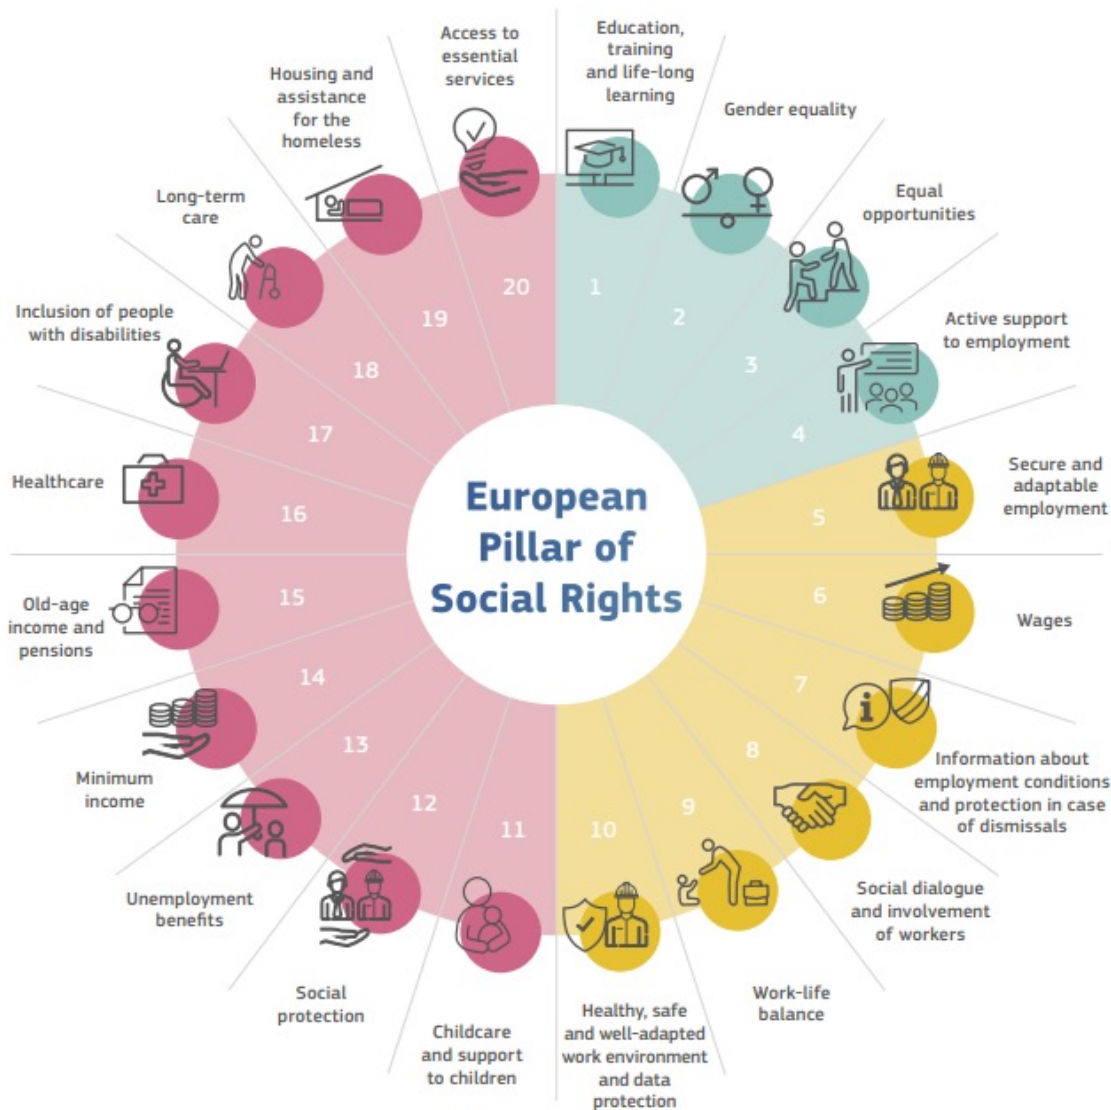 European
Pillar of
Social Rights
Education,
training
and life-long
learning
1
Gender equality
2
Equal
opportunities
3
Active support
to employment
4
Secure and
adaptable
employment
5
Wages
6
Information about
employment conditions
and protection in case
of dismissals
7
Social dialogue
and involvement
of workers
8
Work-life
balance
9
Healthy, safe
and well-adapted
work environment
and data
protection
10
Childcare
and support
to children
11
Social
protection
12
Unemployment
benefits
13
Minimum
income
14
Old-age
income and
pensions
15
Healthcare
16
Inclusion of people
with disabilities
17
Long-term
care
18
Housing and
assistance
for the
homeless
19
Access to
essential
services
20
i